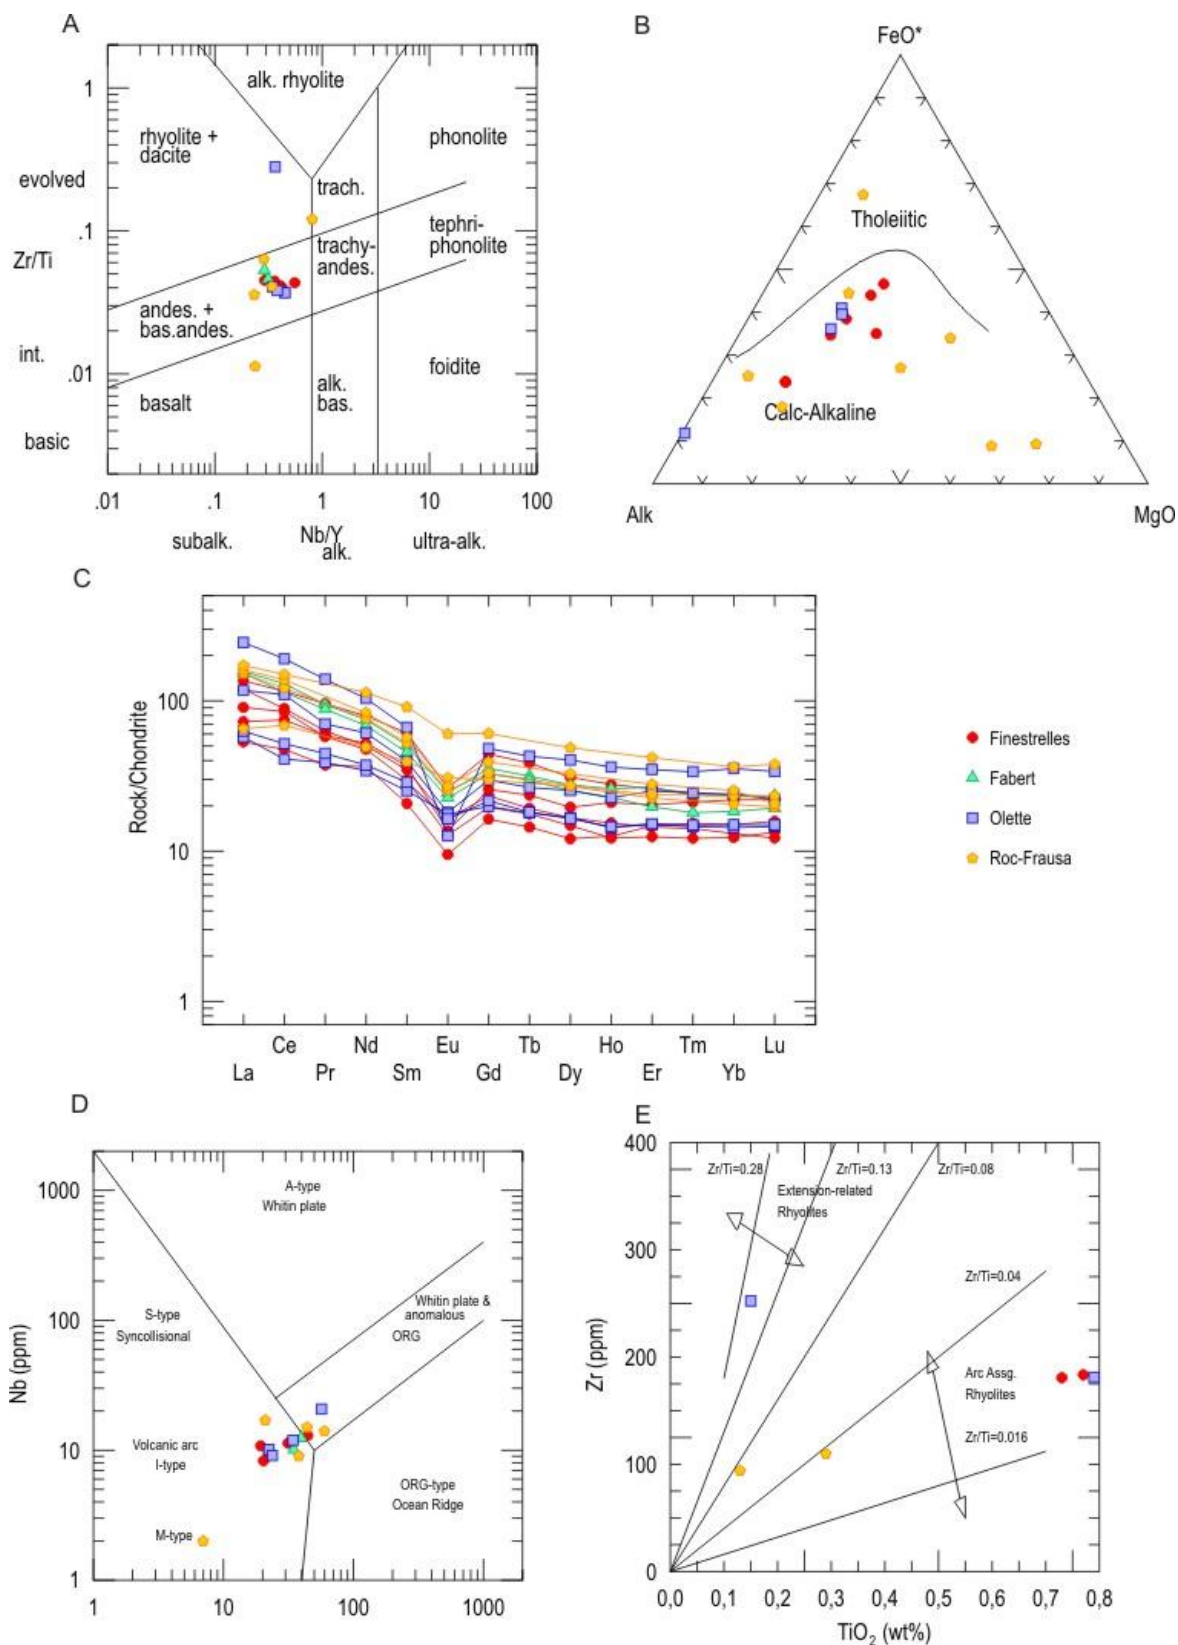 A
1
.1
.01
evolved
Zr/Ti
int.
basic
alk. rhyolite
rhyolite +
dacite
phonolite
trach.
tephri-
phonolite
trachy-
andes.
andes. +
bas.andes.
foidite
basalt
alk.
bas.
.01
.1
1
10
100
subalk.
Nb/Y
alk.
ultra-alk.
B
FeO*
Tholeiitic
Calc-Alkaline
Alk
MgO
C
Rock/Chondrite
100
10
1
Ce
Nd
Eu
Tb
Ho
Tm
Lu
La
Pr
Sm
Gd
Dy
Er
Yb
Finestrelles
Fabert
Olette
Roc-Frausa
D
Nb (ppm)
1000
100
10
1
A-type
Whitin plate
S-type
Syncollisional
Whitin plate &
anomalous
ORG
Volcanic arc
I-type
ORG-type
Ocean Ridge
M-type
1
10
100
1000
E
Zr (ppm)
400
300
200
100
0
Zr/Ti=0.28
Zr/Ti=0.13
Zr/Ti=0.08
Extension-related
Rhyolites
Zr/Ti=0.04
Arc Assg.
Rhyolites
Zr/Ti=0.016
0,0
0,1
0,2
0,3
0,4
0,5
0,6
0,7
0,8
TiO2 (wt%)